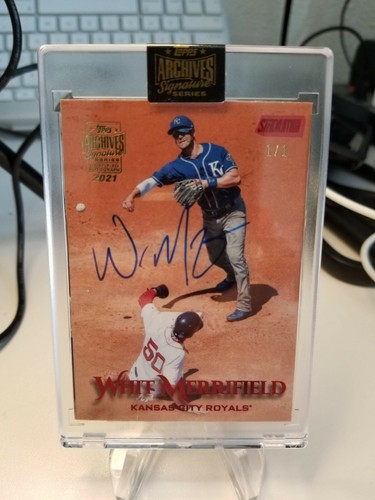 Topps
ARCHIVES
Signature
SERIES
Topps
ARCHIVES
Signature
SERIES
2021
STADIUM
1/1
KC
W. M
50
WHIT MERRIFIELD
KANSAS CITY ROYALS®